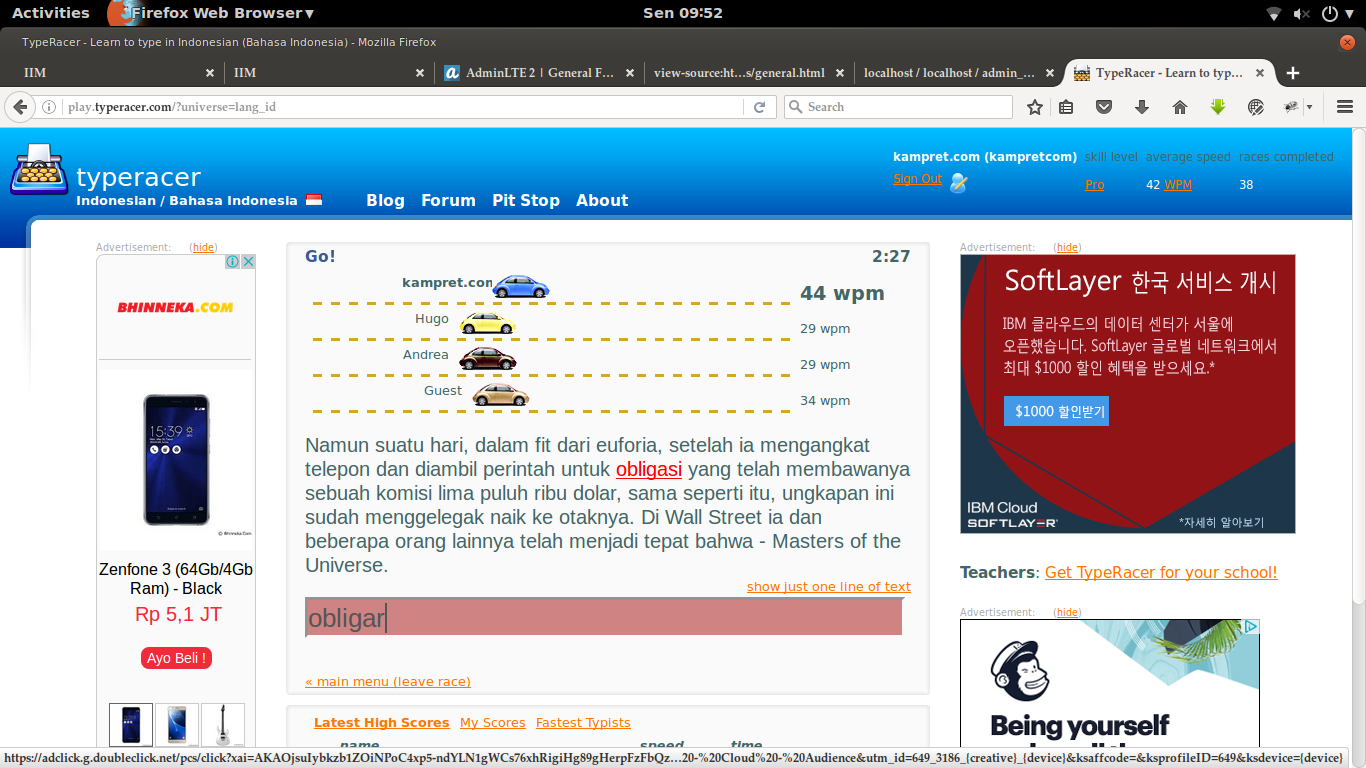 Activities Firefox Web Browser ▾ Sen 09:52
TypeRacer - Learn to type in Indonesian (Bahasa Indonesia) - Mozilla Firefox
IIM IIM AdminLTE 2 | General F… view-source:ht…s/general.html localhost / localhost / admin_… TypeRacer - Learn to typ…
play.typeracer.com/?universe=lang_id Search
typeracer
Indonesian / Bahasa Indonesia
Blog Forum Pit Stop About
kampret.com (kampretcom) skill level average speed races completed
Sign Out Pro 42 WPM 38
Advertisement: (hide)
BHINNEKA.COM
15:39
© Bhinneka.Com
Zenfone 3 (64Gb/4Gb
Ram) - Black
Rp 5,1 JT
Ayo Beli !
Go! 2:27
kampret.com 44 wpm
Hugo 29 wpm
Andrea 29 wpm
Guest 34 wpm
Namun suatu hari, dalam fit dari euforia, setelah ia mengangkat
telepon dan diambil perintah untuk obligasi yang telah membawanya
sebuah komisi lima puluh ribu dolar, sama seperti itu, ungkapan ini
sudah menggelegak naik ke otaknya. Di Wall Street ia dan
beberapa orang lainnya telah menjadi tepat bahwa - Masters of the
Universe.
show just one line of text
obligar
« main menu (leave race)
Latest High Scores My Scores Fastest Typists
name speed time
Advertisement: (hide)
SoftLayer 한국 서비스 개시
IBM 클라우드의 데이터 센터가 서울에
오픈했습니다. SoftLayer 글로벌 네트워크에서
최대 $1000 할인 혜택을 받으세요.*
$1000 할인받기
IBM Cloud
SOFTLAYER
*자세히 알아보기
Teachers: Get TypeRacer for your school!
Advertisement: (hide)
Being yourself
https://adclick.g.doubleclick.net/pcs/click?xai=AKAOjsuIybkzb1ZOiNPoC4xp5-ndYLN1gWCs76xhRigiHg89gHerpFzFbQz…20-%20Cloud%20-%20Audience&utm_id=649_3186_{creative}_{device}&ksaffcode=&ksprofileID=649&ksdevice={device}